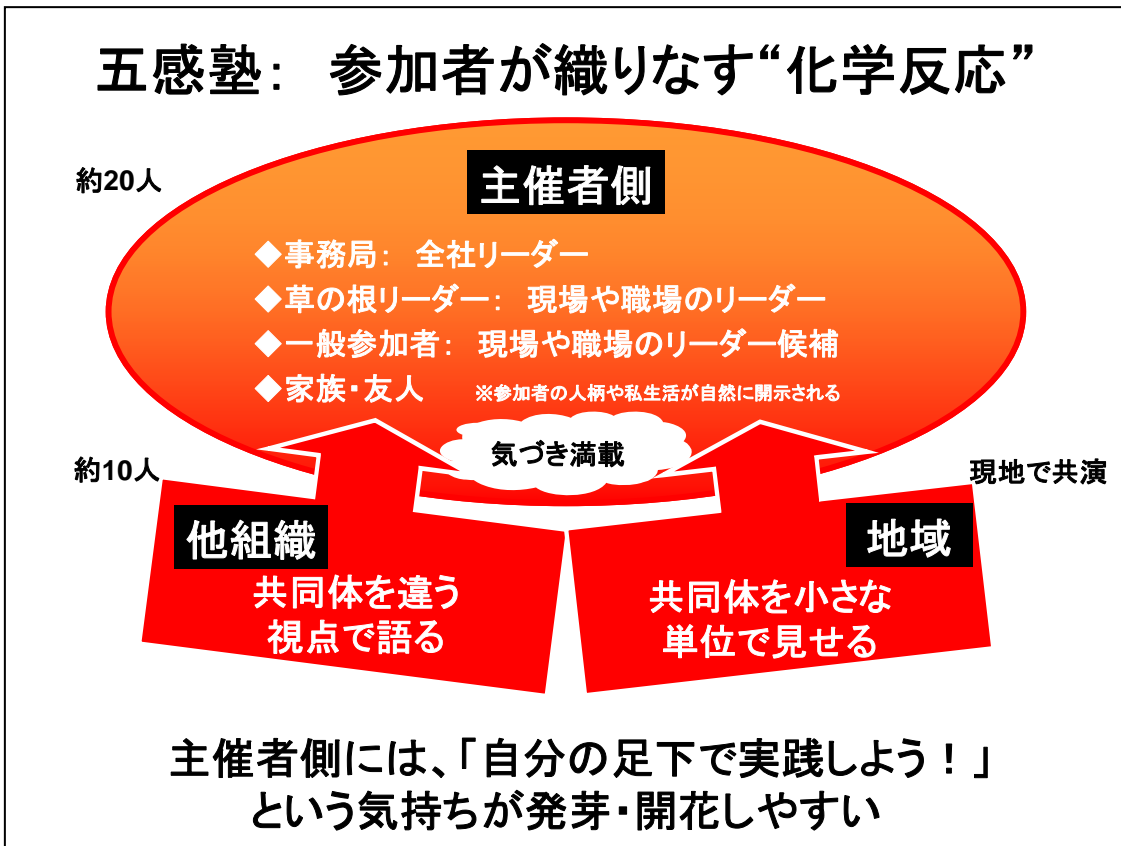 五感塾： 参加者が織りなす“化学反応”
約20人
主催者側
◆事務局： 全社リーダー
◆草の根リーダー： 現場や職場のリーダー
◆一般参加者： 現場や職場のリーダー候補
◆家族・友人 ※参加者の人柄や私生活が自然に開示される
気づき満載
約10人
現地で共演
他組織
共同体を違う
視点で語る
地域
共同体を小さな
単位で見せる
主催者側には、「自分の足下で実践しよう！」
という気持ちが発芽・開花しやすい